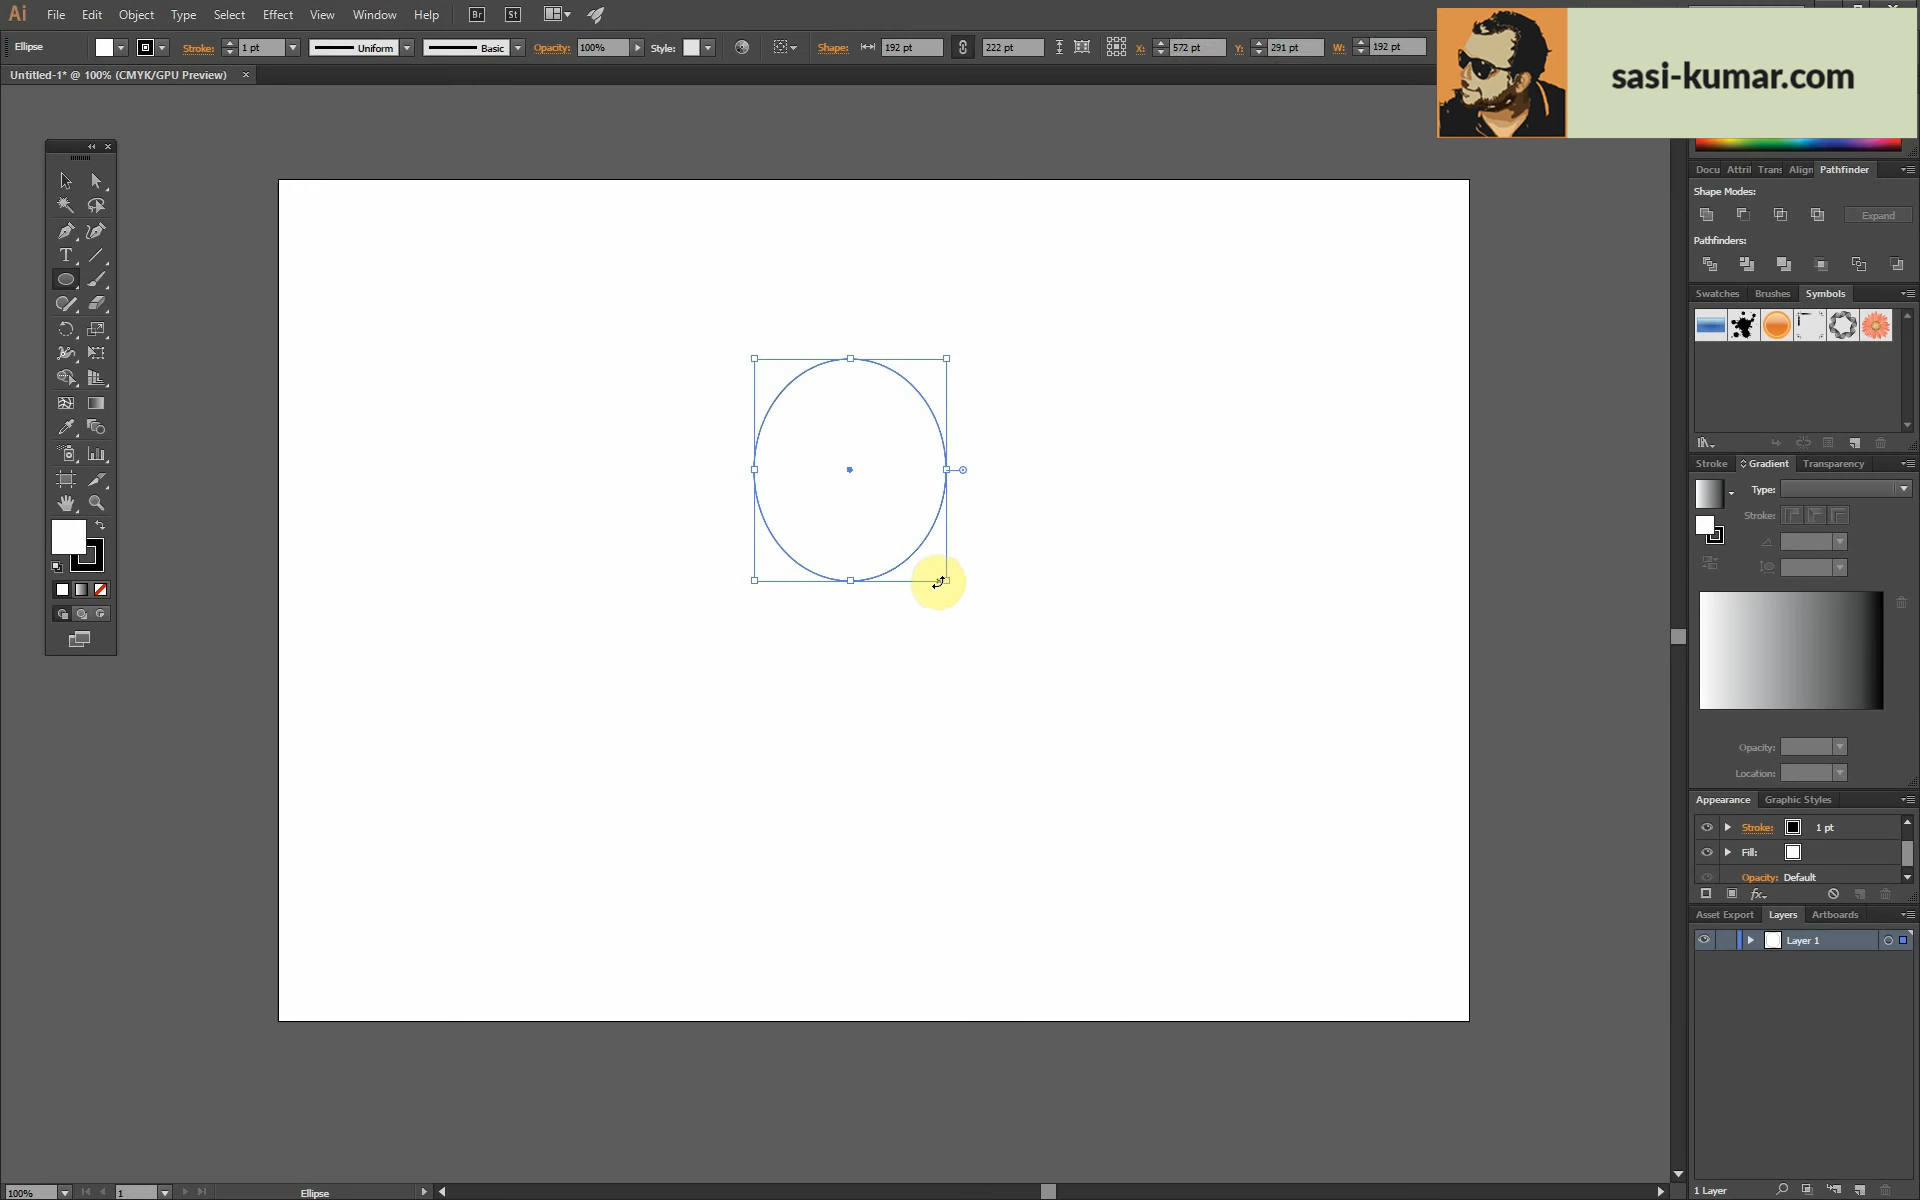 Ai File Edit Object Type Select Effect View Window Help Br St
sasi-kumar.com
Ellipse Stroke: 1 pt Uniform Basic Opacity: 100% Style: Shape: 192 pt 222 pt X: 572 pt Y: 291 pt W: 192 pt
Untitled-1* @ 100% (CMYK/GPU Preview) ×
Docu Attril Trans Align Pathfinder
Shape Modes:
Expand
Pathfinders:
Swatches Brushes Symbols
Stroke Gradient Transparency
Type:
Stroke:
Opacity:
Location:
Appearance Graphic Styles
Stroke: 1 pt
Fill:
Opacity: Default
fx
Asset Export Layers Artboards
Layer 1
100% 1 Ellipse 1 Layer